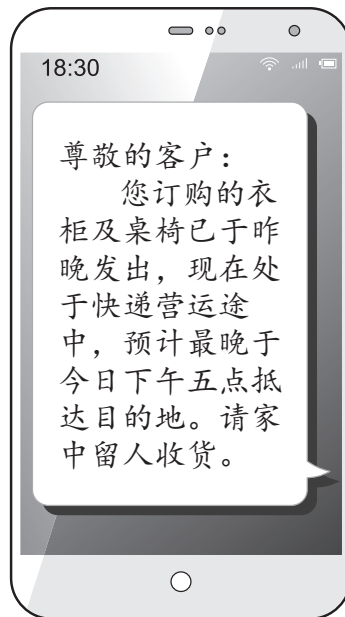 18:30
尊敬的客户：
您订购的衣
柜及桌椅已于昨
晚发出，现在处
于快递营运途
中，预计最晚于
今日下午五点抵
达目的地。请家
中留人收货。